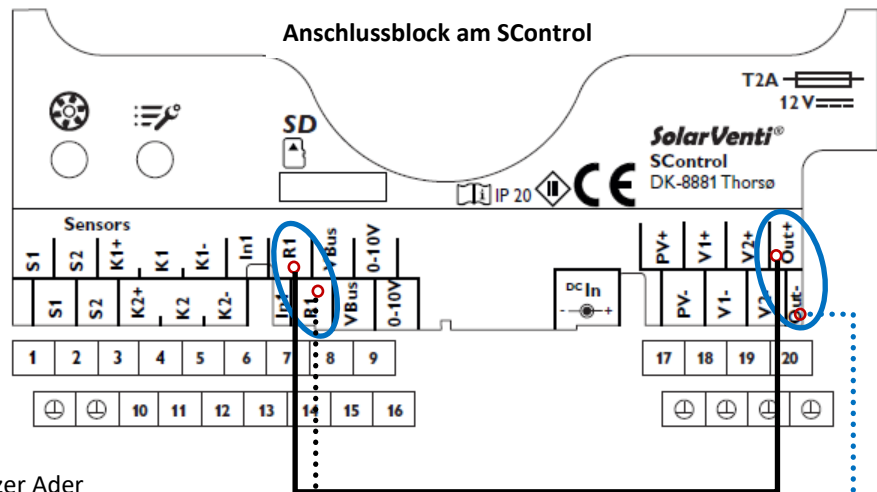 Anschlussblock am SControl
T2A
12V
SD
SolarVenti®
SControl
DK-8881 Thorsø
i IP 20 III CE
Sensors
S1 S2 K1+ K1 K1- In1 R1 VBus 0-10V
PV+ V1+ V2+ Out+
S1 S2 K2+ K2 K2- In1 R1 VBus 0-10V
DC In
- +
PV- V1- V2- Out-
1 2 3 4 5 6 7 8 9
17 18 19 20
10 11 12 13 14 15 16
zer Ader